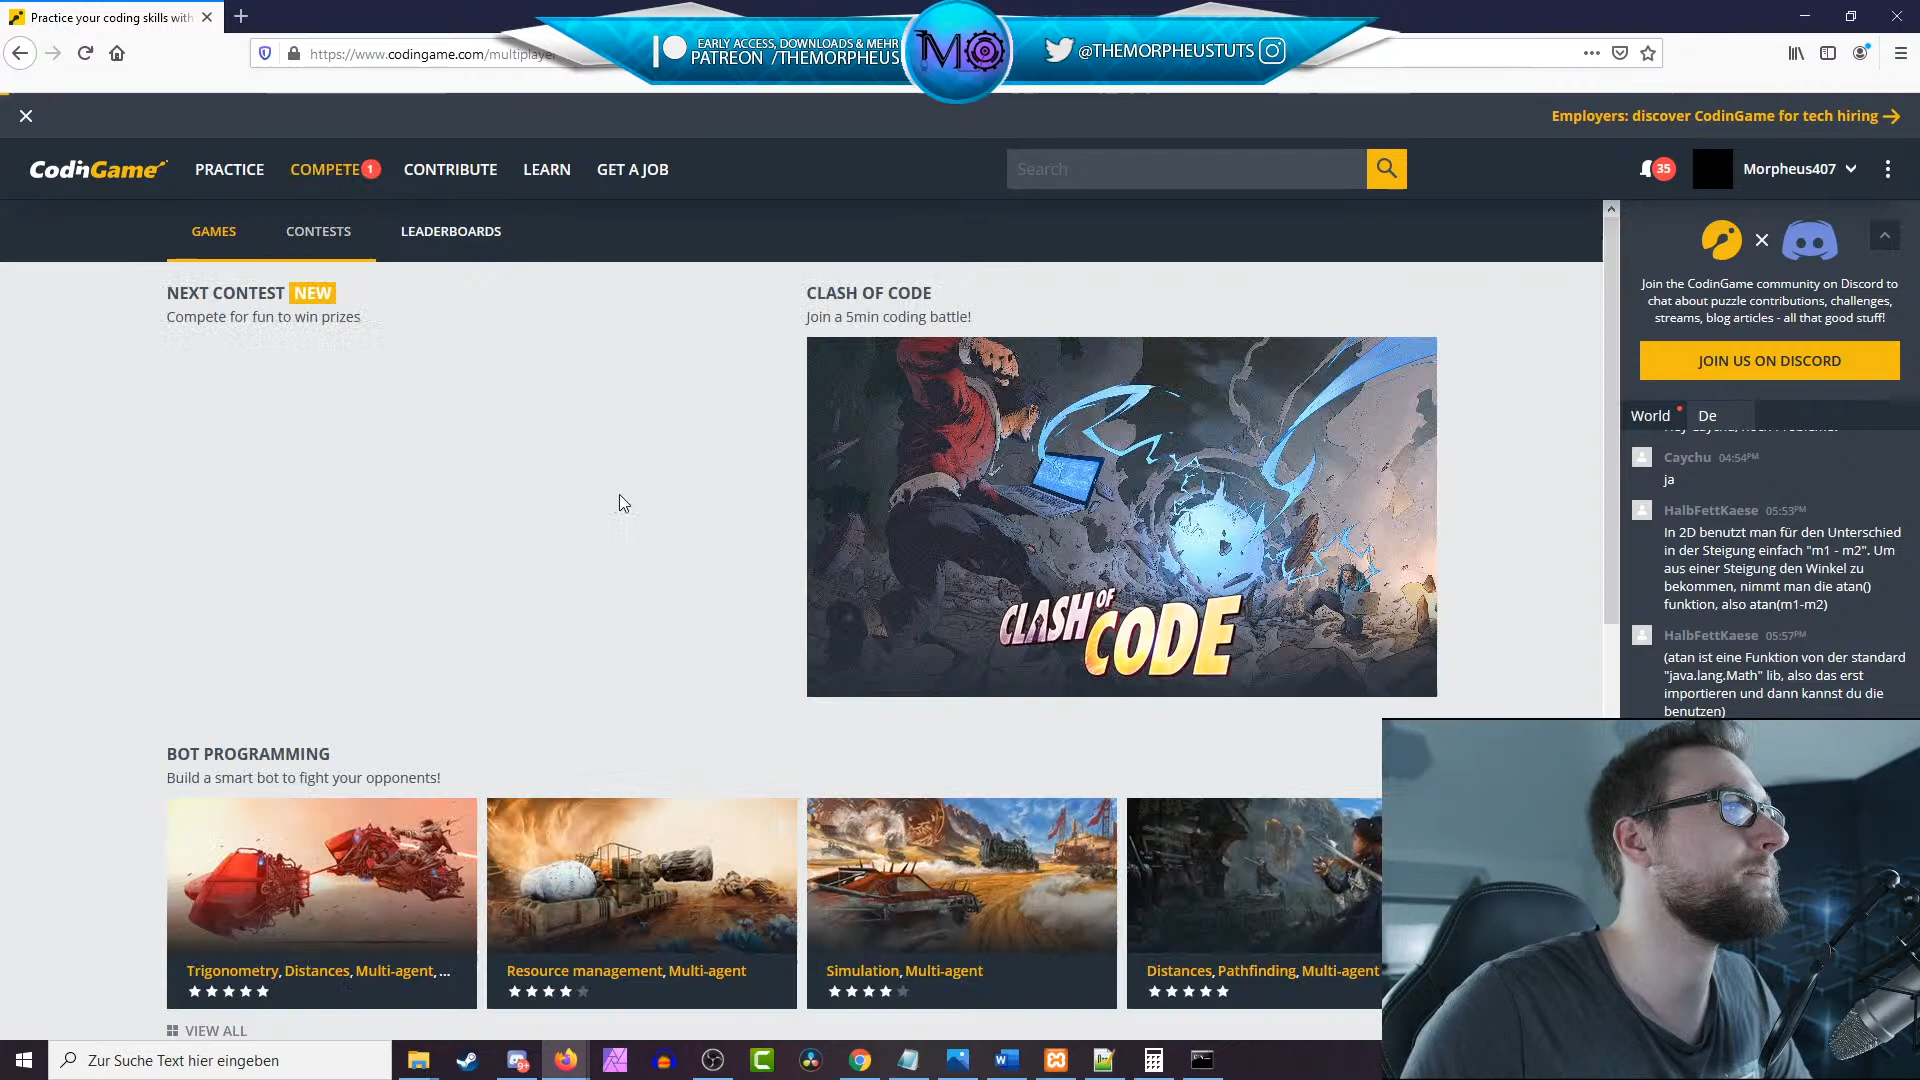 Practice your coding skills with
https://www.codingame.com/multiplayer
EARLY ACCESS, DOWNLOADS & MEHR
PATREON /THEMORPHEUS
MO
@THEMORPHEUSTUTS
Employers: discover CodinGame for tech hiring
CodinGame
PRACTICE
COMPETE
1
CONTRIBUTE
LEARN
GET A JOB
Search
35
Morpheus407
GAMES
CONTESTS
LEADERBOARDS
NEXT CONTEST NEW
Compete for fun to win prizes
CLASH OF CODE
Join a 5min coding battle!
CLASH OF CODE
Join the CodinGame community on Discord to
chat about puzzle contributions, challenges,
streams, blog articles - all that good stuff!
JOIN US ON DISCORD
World
De
Caychu 04:54PM
ja
HalbFettKaese 05:53PM
In 2D benutzt man für den Unterschied
in der Steigung einfach "m1 - m2". Um
aus einer Steigung den Winkel zu
bekommen, nimmt man die atan()
funktion, also atan(m1-m2)
HalbFettKaese 05:57PM
(atan ist eine Funktion von der standard
"java.lang.Math" lib, also das erst
importieren und dann kannst du die
benutzen)
BOT PROGRAMMING
Build a smart bot to fight your opponents!
Trigonometry, Distances, Multi-agent, ...
Resource management, Multi-agent
Simulation, Multi-agent
Distances, Pathfinding, Multi-agent
VIEW ALL
Zur Suche Text hier eingeben